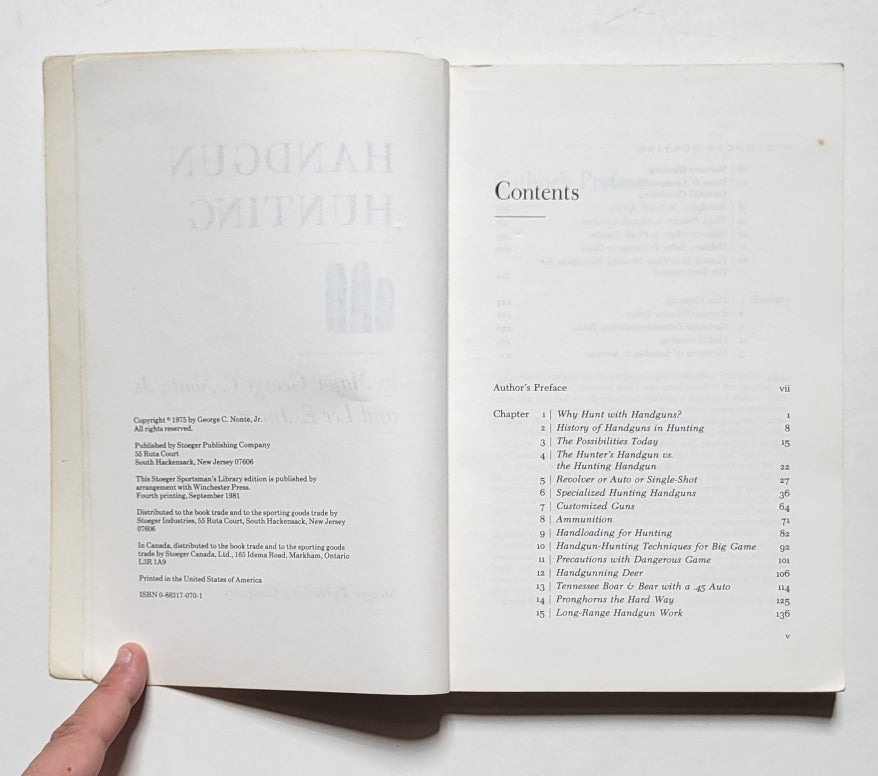 Copyright © 1975 by George C. Nonte, Jr.
All rights reserved.
Published by Stoeger Publishing Company
55 Ruta Court
South Hackensack, New Jersey 07606
This Stoeger Sportsman's Library edition is published by
arrangement with Winchester Press.
Fourth printing, September 1981
Distributed to the book trade and to the sporting goods trade by
Stoeger Industries, 55 Ruta Court, South Hackensack, New Jersey
07606
In Canada, distributed to the book trade and to the sporting goods
trade by Stoeger Canada, Ltd., 165 Idema Road, Markham, Ontario
L3R 1A9
Printed in the United States of America
ISBN 0-88317-070-1
Contents
Author's Preface vii
Chapter 1 | Why Hunt with Handguns? 1
2 | History of Handguns in Hunting 8
3 | The Possibilities Today 15
4 | The Hunter's Handgun vs.
the Hunting Handgun 22
5 | Revolver or Auto or Single-Shot 27
6 | Specialized Hunting Handguns 36
7 | Customized Guns 64
8 | Ammunition 71
9 | Handloading for Hunting 82
10 | Handgun-Hunting Techniques for Big Game 92
11 | Precautions with Dangerous Game 101
12 | Handgunning Deer 106
13 | Tennessee Boar & Bear with a .45 Auto 114
14 | Pronghorns the Hard Way 125
15 | Long-Range Handgun Work 136
v